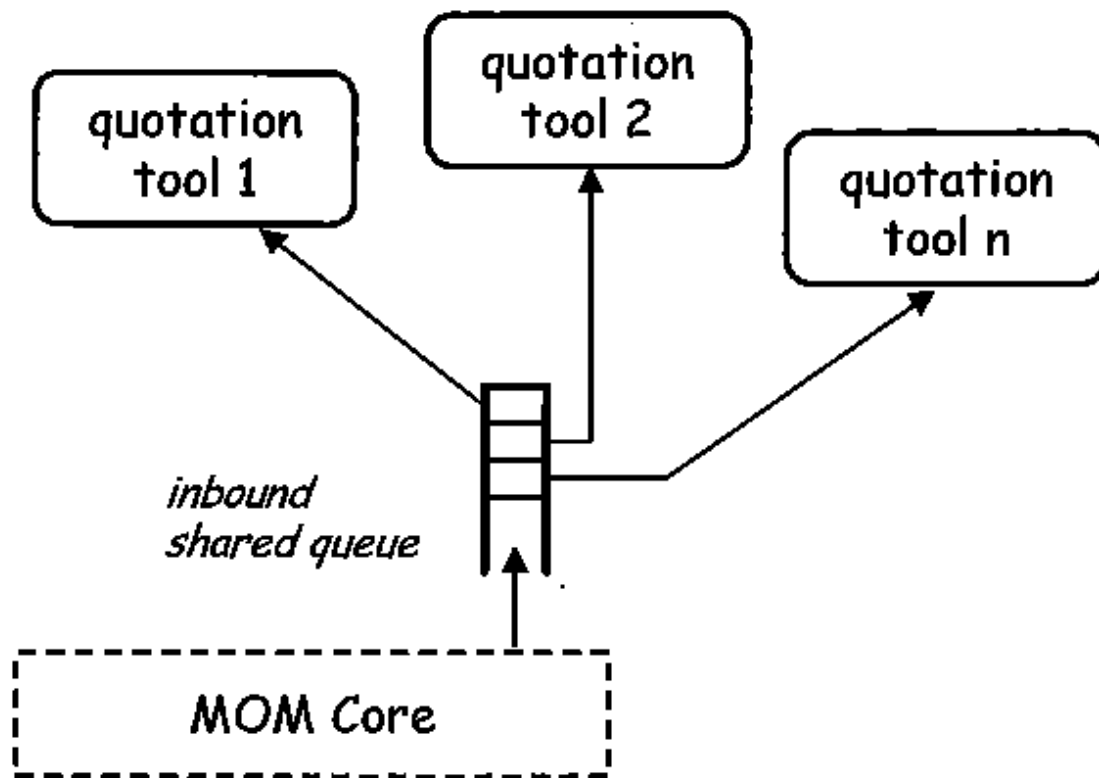 quotation
tool 1
quotation
tool 2
quotation
tool n
inbound
shared queue
MOM Core